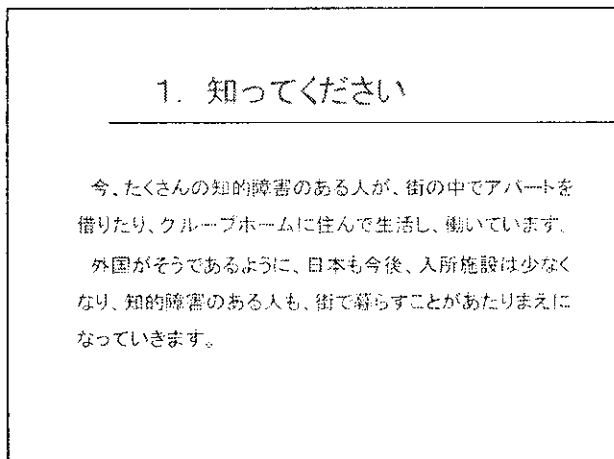 1. 知ってください
今、たくさんの知的障害のある人が、街の中でアパートを
借りたり、グループホームに住んで生活し、働いています。
外国がそうであるように、日本も今後、入所施設は少なく
なり、知的障害のある人も、街で暮らすことがあたりまえに
なっていきます。